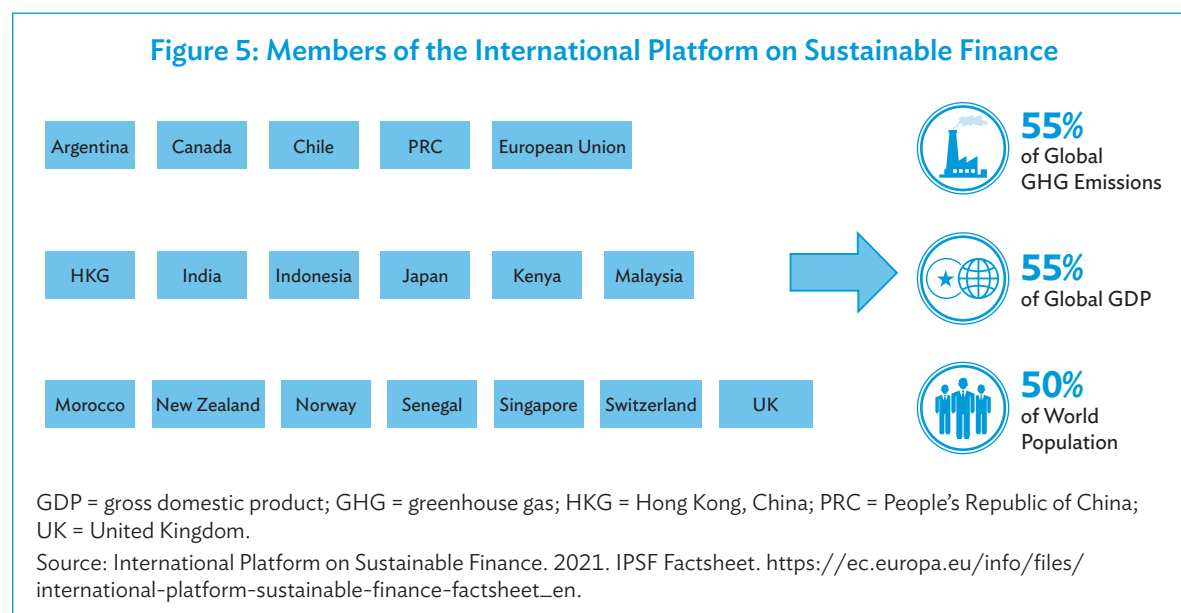 Figure 5: Members of the International Platform on Sustainable Finance
Argentina Canada Chile PRC European Union
55%
of Global
GHG Emissions
HKG India Indonesia Japan Kenya Malaysia
55%
of Global GDP
Morocco New Zealand Norway Senegal Singapore Switzerland UK
50%
of World
Population
GDP = gross domestic product; GHG = greenhouse gas; HKG = Hong Kong, China; PRC = People’s Republic of China;
UK = United Kingdom.
Source: International Platform on Sustainable Finance. 2021. IPSF Factsheet. https://ec.europa.eu/info/files/
international-platform-sustainable-finance-factsheet_en.